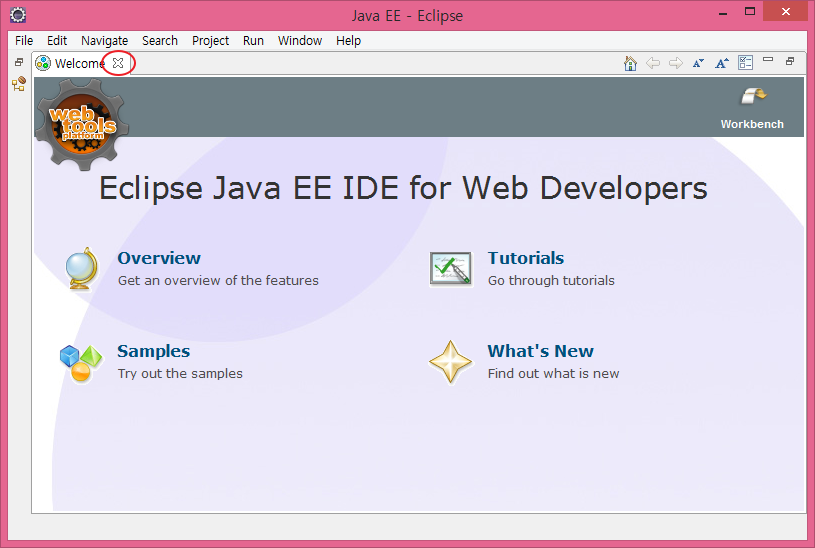 Java EE - Eclipse
File Edit Navigate Search Project Run Window Help
Welcome
web
tools
platform
Workbench
Eclipse Java EE IDE for Web Developers
Overview
Get an overview of the features
Tutorials
Go through tutorials
Samples
Try out the samples
What's New
Find out what is new